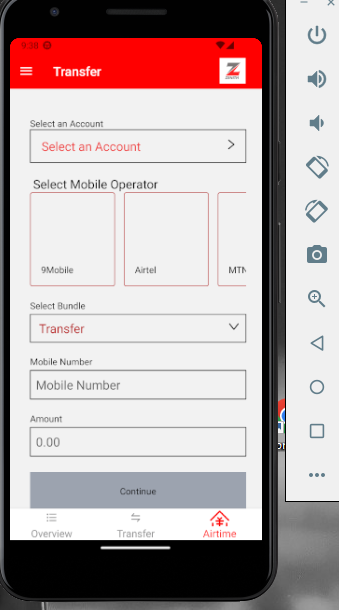 9:30
Transfer
Select an Account
Select an Account
Select Mobile Operator
9Mobile
Airtel
MTN
Select Bundle
Transfer
Mobile Number
Mobile Number
Amount
0.00
Continue
Overview
Transfer
Airtime